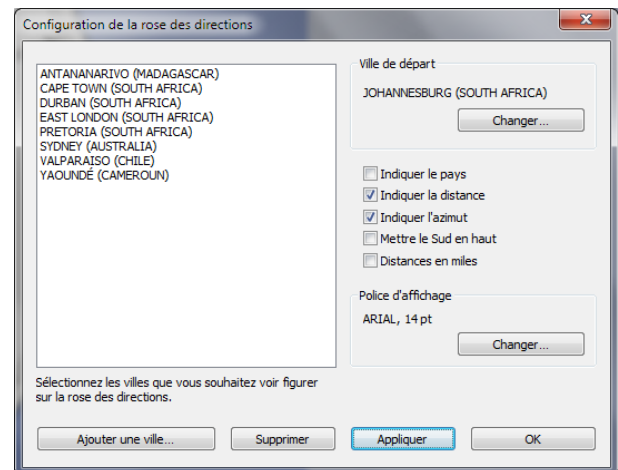 Configuration de la rose des directions
ANTANANARIVO (MADAGASCAR)
CAPE TOWN (SOUTH AFRICA)
DURBAN (SOUTH AFRICA)
EAST LONDON (SOUTH AFRICA)
PRETORIA (SOUTH AFRICA)
SYDNEY (AUSTRALIA)
VALPARAISO (CHILE)
YAOUNDÉ (CAMEROUN)
Sélectionnez les villes que vous souhaitez voir figurer
sur la rose des directions.
Ville de départ
JOHANNESBURG (SOUTH AFRICA)
Changer...
Indiquer le pays
Indiquer la distance
Indiquer l'azimut
Mettre le Sud en haut
Distances en miles
Police d'affichage
ARIAL, 14 pt
Changer...
Ajouter une ville...
Supprimer
Appliquer
OK